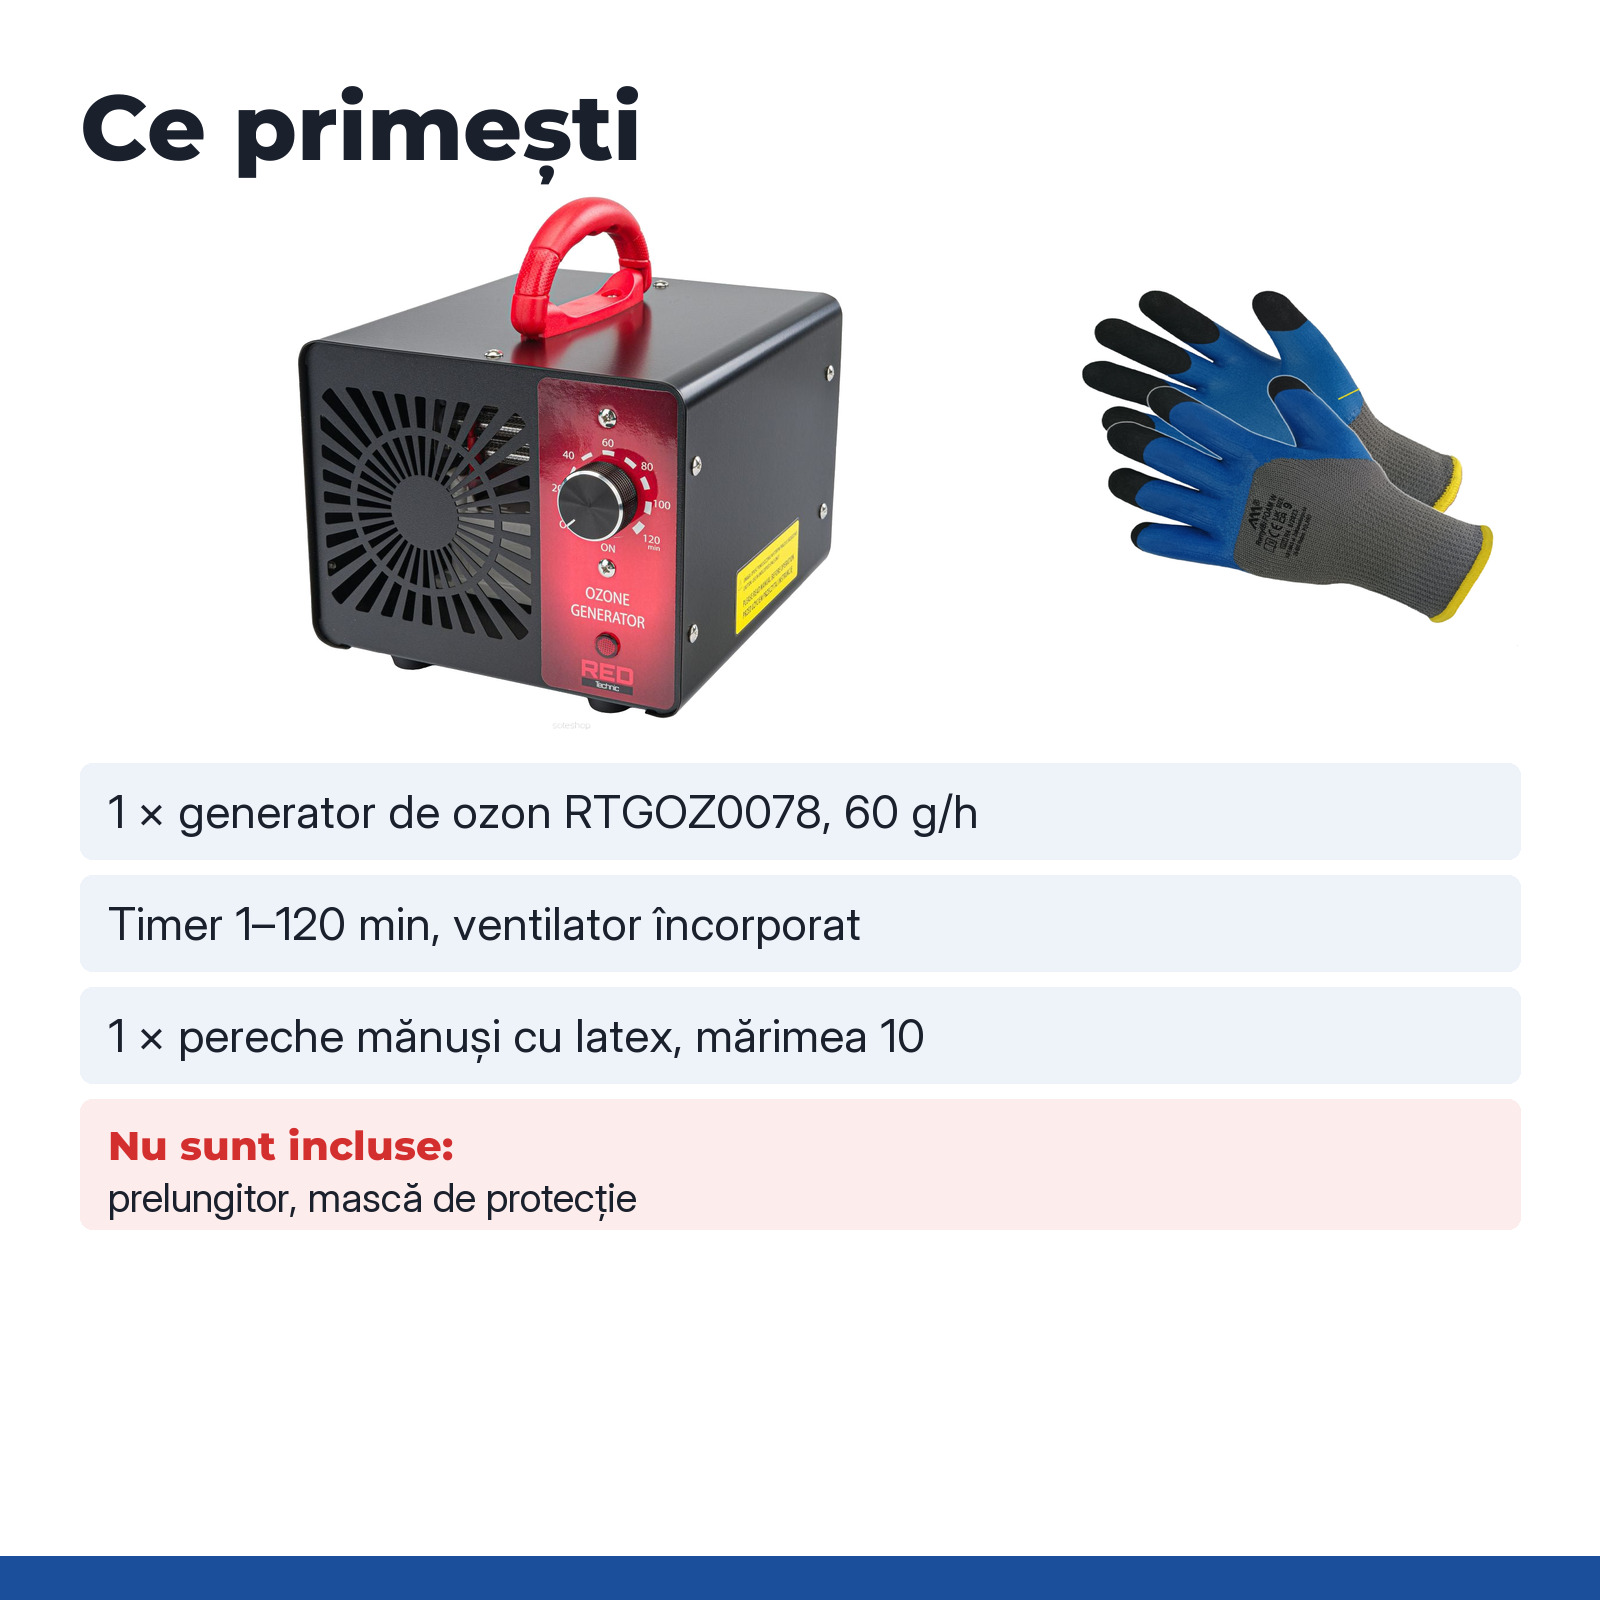 Ce primești
60
40
80
100
120
min
ON
OZONE
GENERATOR
RED
Technic
soleshop
1 × generator de ozon RTGOZ0078, 60 g/h
Timer 1–120 min, ventilator încorporat
1 × pereche mănuși cu latex, mărimea 10
Nu sunt incluse:
prelungitor, mască de protecție